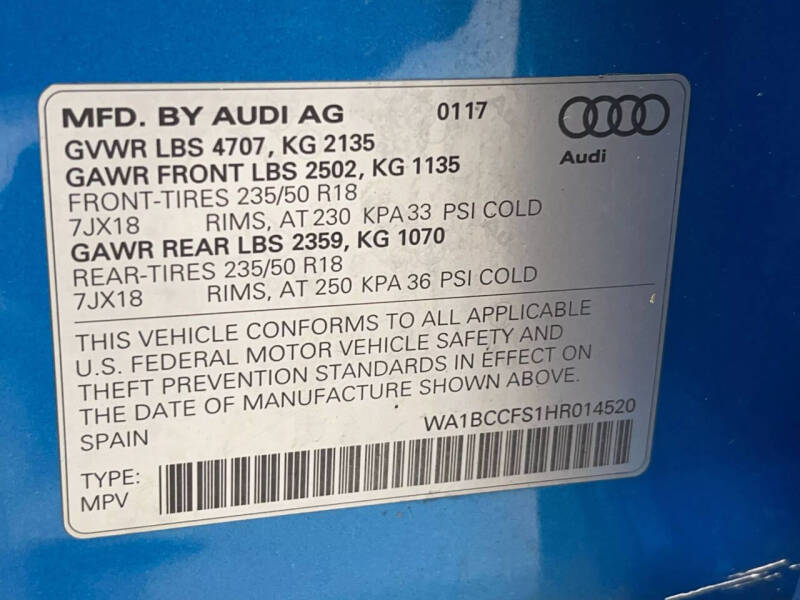 MFD. BY AUDI AG 0117
Audi
GVWR LBS 4707, KG 2135
GAWR FRONT LBS 2502, KG 1135
FRONT-TIRES 235/50 R18
7JX18 RIMS, AT 230 KPA 33 PSI COLD
GAWR REAR LBS 2359, KG 1070
REAR-TIRES 235/50 R18
7JX18 RIMS, AT 250 KPA 36 PSI COLD
THIS VEHICLE CONFORMS TO ALL APPLICABLE
U.S. FEDERAL MOTOR VEHICLE SAFETY AND
THEFT PREVENTION STANDARDS IN EFFECT ON
THE DATE OF MANUFACTURE SHOWN ABOVE.
SPAIN WA1BCCFS1HR014520
TYPE:
MPV